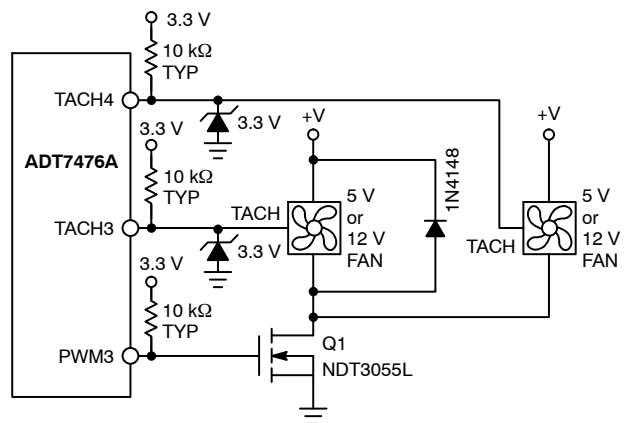 3.3 V
10 kΩ
TYP
TACH4
3.3 V
3.3 V
+V
+V
1N4148
ADT7476A
10 kΩ
TYP
TACH
5 V
or
12 V
FAN
5 V
or
12 V
FAN
TACH3
TACH
3.3 V
3.3 V
10 kΩ
TYP
PWM3
Q1
NDT3055L